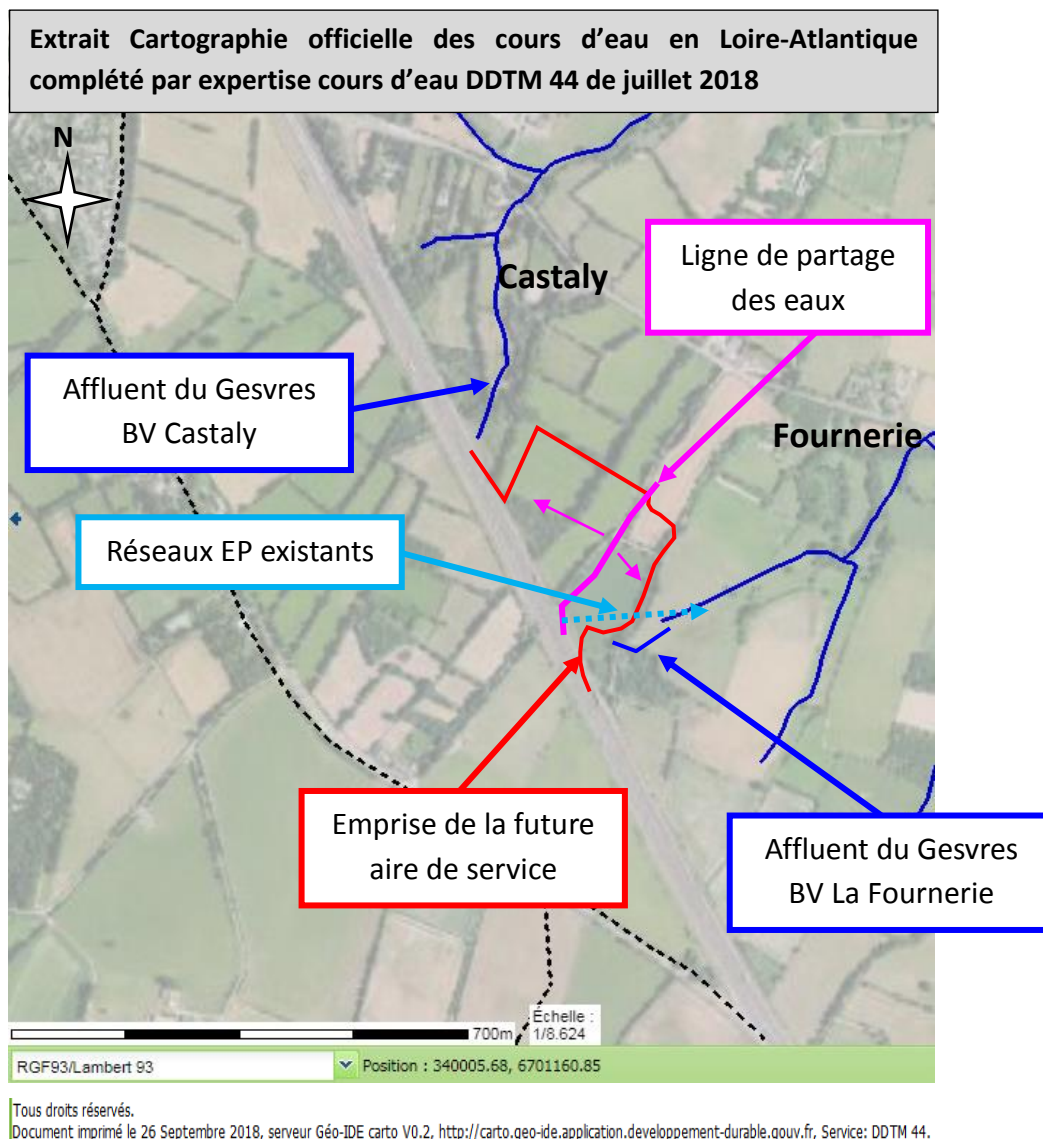 Extrait Cartographie officielle des cours d’eau en Loire-Atlantique
complété par expertise cours d’eau DDTM 44 de juillet 2018
N
Castaly
Ligne de partage
des eaux
Affluent du Gesvres
BV Castaly
Fournerie
Réseaux EP existants
Emprise de la future
aire de service
Affluent du Gesvres
BV La Fournerie
700m
Échelle :
1/8.624
RGF93/Lambert 93
Position : 340005.68, 6701160.85
Tous droits réservés.
Document imprimé le 26 Septembre 2018, serveur Géo-IDE carto V0.2, http://carto.geo-ide.application.developpement-durable.gouv.fr, Service: DDTM 44.